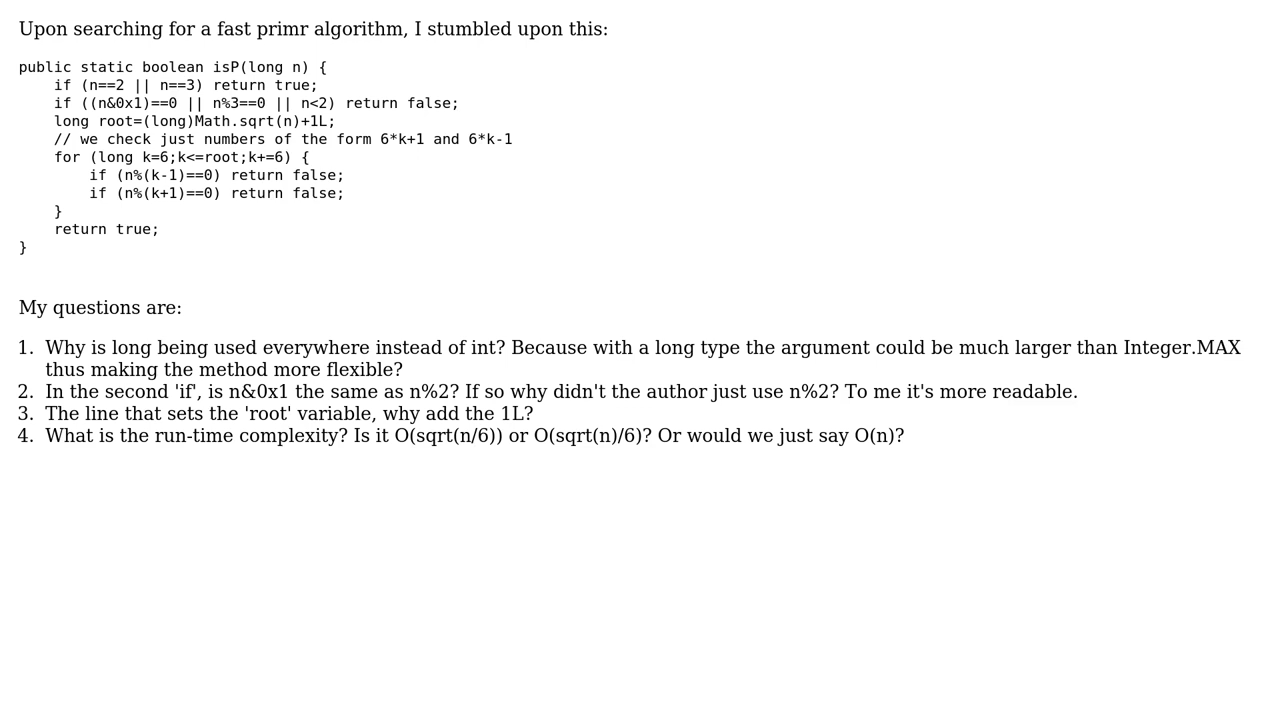 Upon searching for a fast primr algorithm, I stumbled upon this:
public static boolean isP(long n) {
    if (n==2 || n==3) return true;
    if ((n&0x1)==0 || n%3==0 || n<2) return false;
    long root=(long)Math.sqrt(n)+1L;
    // we check just numbers of the form 6*k+1 and 6*k-1
    for (long k=6;k<=root;k+=6) {
        if (n%(k-1)==0) return false;
        if (n%(k+1)==0) return false;
    }
    return true;
}
My questions are:
1. Why is long being used everywhere instead of int? Because with a long type the argument could be much larger than Integer.MAX
thus making the method more flexible?
2. In the second 'if', is n&0x1 the same as n%2? If so why didn't the author just use n%2? To me it's more readable.
3. The line that sets the 'root' variable, why add the 1L?
4. What is the run-time complexity? Is it O(sqrt(n/6)) or O(sqrt(n)/6)? Or would we just say O(n)?